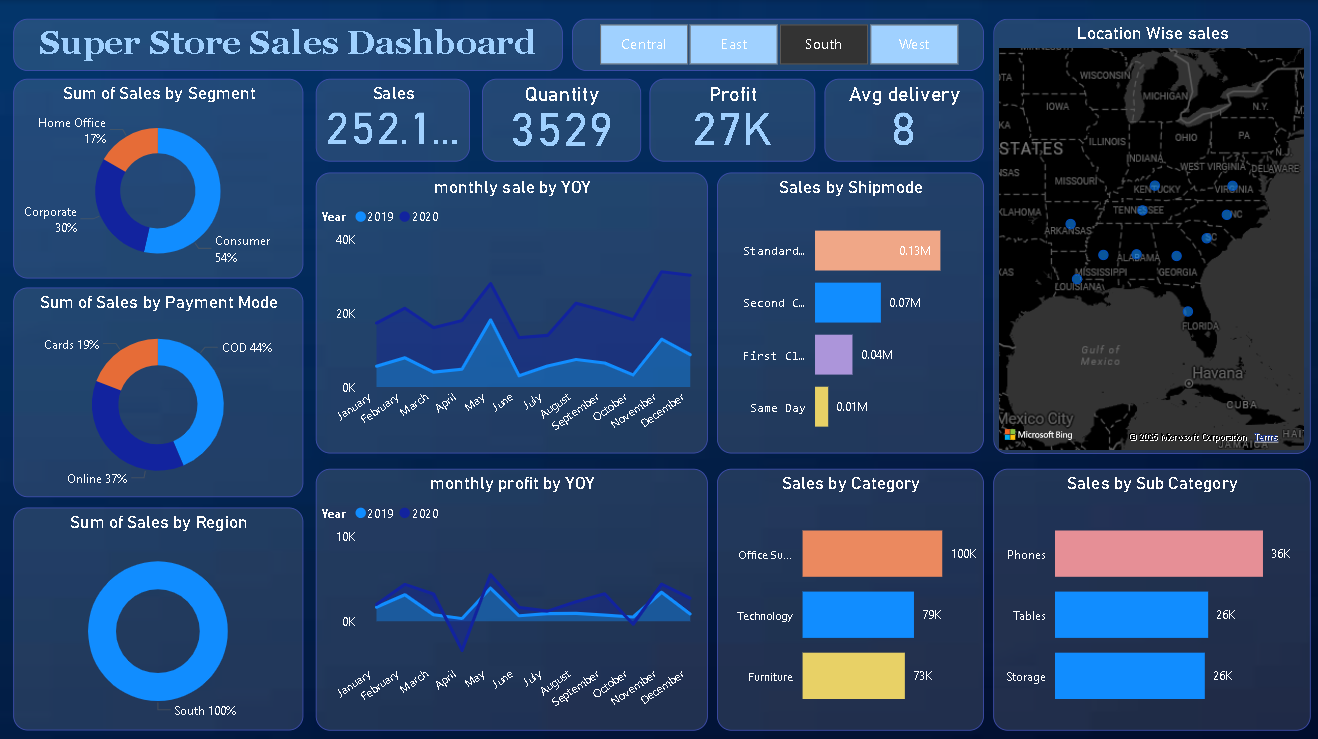 Super Store Sales Dashboard
Central
East
South
West
Location Wise sales
Sum of Sales by Segment
Home Office
17%
Corporate
30%
Consumer
54%
Sales
252.1...
Quantity
3529
Profit
27K
Avg delivery
8
monthly sale by YOY
Year 2019 2020
40K
20K
0K
January
February
March
April
May
June
July
August
September
October
November
December
Sales by Shipmode
Standard...
0.13M
Second C...
0.07M
First Cl...
0.04M
Same Day
0.01M
WISCONSIN
MICHIGAN
N.Y.
IOWA
STATES
ILLINOIS
INDIANA
OHIO
PA
WEST VIRGINIA
DELAWARE
MISSOURI
KENTUCKY
VIRGINIA
KLAHOMA
TENNESSEE
NC
ARKANSAS
SC
MISSISSIPPI
ALABAMA
GEORGIA
LOUISIANA
FLORIDA
Gulf of
Mexico
Havana
CUBA
Mexico City
Microsoft Bing
© 2025 Microsoft Corporation Terms
JAMAICA
HAIT
Sum of Sales by Payment Mode
Cards 19%
COD 44%
Online 37%
Sum of Sales by Region
South 100%
monthly profit by YOY
Year 2019 2020
10K
0K
January
February
March
April
May
June
July
August
September
October
November
December
Sales by Category
Office Su...
100K
Technology
79K
Furniture
73K
Sales by Sub Category
Phones
36K
Tables
26K
Storage
26K